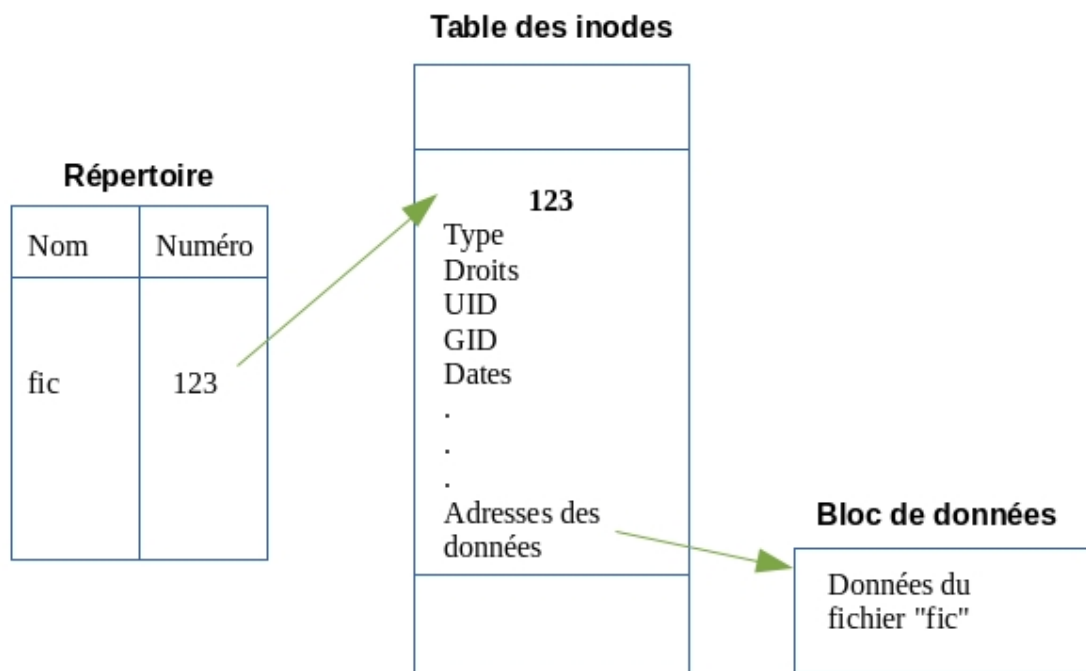 Table des inodes
Répertoire
Nom
Numéro
fic
123
123
Type
Droits
UID
GID
Dates
.
.
.
Adresses des
données
Bloc de données
Données du
fichier "fic"